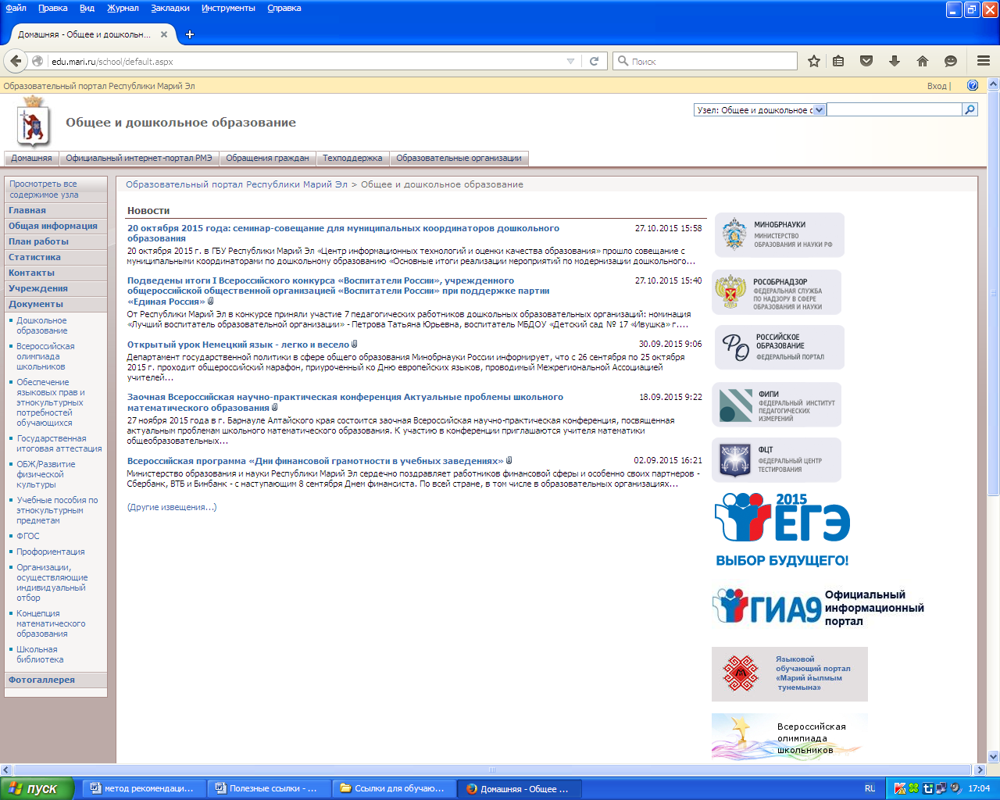 Файл Правка Вид Журнал Закладки Инструменты Справка
Домашняя - Общее и дошкольн...
edu.mari.ru/school/default.aspx
Поиск
Образовательный портал Республики Марий Эл
Вход |
Общее и дошкольное образование
Узел: Общее и дошкольное о
Домашняя
Официальный интернет-портал РМЭ
Обращения граждан
Техподдержка
Образовательные организации
Просмотреть все
содержимое узла
Главная
Общая информация
План работы
Статистика
Контакты
Учреждения
Документы
Дошкольное
образование
Всероссийская
олимпиада
школьников
Обеспечение
языковых прав и
этнокультурных
потребностей
обучающихся
Государственная
итоговая аттестация
ОБЖ/Развитие
физической
культуры
Учебные пособия по
этнокультурным
предметам
ФГОС
Профориентация
Организации,
осуществляющие
индивидуальный
отбор
Концепция
математического
образования
Школьная
библиотека
Фотогаллерея
Образовательный портал Республики Марий Эл > Общее и дошкольное образование
Новости
20 октября 2015 года: семинар-совещание для муниципальных координаторов дошкольного
образования
27.10.2015 15:58
20 октября 2015 г. в ГБУ Республики Марий Эл «Центр информационных технологий и оценки качества образования» прошло совещание с
муниципальными координаторами по дошкольному образованию «Основные итоги реализации мероприятий по модернизации дошкольного...
Подведены итоги I Всероссийского конкурса «Воспитатели России», учрежденного
общероссийской общественной организацией «Воспитатели России» при поддержке партии
«Единая Россия»
27.10.2015 15:40
От Республики Марий Эл в конкурсе приняли участие 7 педагогических работников дошкольных образовательных организаций: номинация
«Лучший воспитатель образовательной организации» - Петрова Татьяна Юрьевна, воспитатель МБДОУ «Детский сад № 17 «Ивушка» г....
Открытый урок Немецкий язык - легко и весело
30.09.2015 9:06
Департамент государственной политики в сфере общего образования Минобрнауки России информирует, что с 26 сентября по 25 октября
2015 г. проходит общероссийский марафон, приуроченный ко Дню европейских языков, проводимый Межрегиональной Ассоциацией
учителей...
Заочная Всероссийская научно-практическая конференция Актуальные проблемы школьного
математического образования
18.09.2015 9:22
27 ноября 2015 года в г. Барнауле Алтайского края состоится заочная Всероссийская научно-практическая конференция, посвященная
актуальным проблемам школьного математического образования. К участию в конференции приглашаются учителя математики
общеобразовательных...
Всероссийская программа «Дни финансовой грамотности в учебных заведениях»
02.09.2015 16:21
Министерство образования и науки Республики Марий Эл сердечно поздравляет работников финансовой сферы и особенно своих партнеров -
Сбербанк, ВТБ и Бинбанк - с наступающим 8 сентября Днем финансиста. По всей стране, в том числе в образовательных организациях...
(Другие извещения...)
МИНОБРНАУКИ
МИНИСТЕРСТВО
ОБРАЗОВАНИЯ И НАУКИ РФ
РОСОБРНАДЗОР
ФЕДЕРАЛЬНАЯ СЛУЖБА
ПО НАДЗОРУ В СФЕРЕ
ОБРАЗОВАНИЯ И НАУКИ
РО
РОССИЙСКОЕ
ОБРАЗОВАНИЕ
ФЕДЕРАЛЬНЫЙ ПОРТАЛ
ФИПИ
ФЕДЕРАЛЬНЫЙ ИНСТИТУТ
ПЕДАГОГИЧЕСКИХ
ИЗМЕРЕНИЙ
ФЦТ
ФЕДЕРАЛЬНЫЙ ЦЕНТР
ТЕСТИРОВАНИЯ
2015
ЕГЭ
ВЫБОР БУДУЩЕГО!
ГИА9
Официальный
информационный
портал
Языковой
обучающий портал
«Марий йылмым
тунемына»
Всероссийская
олимпиада
школьников
пуск
метод рекомендаци...
Полезные ссылки - ...
Ссылки для обучаю...
Домашняя - Общее ...
RU
17:04